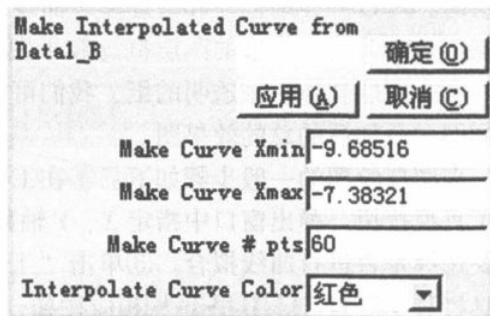 Make Interpolated Curve from
Data1_B
确定(O)
应用(A) 取消(C)
Make Curve Xmin -9.68516
Make Curve Xmax -7.38321
Make Curve # pts 60
Interpolate Curve Color 红色